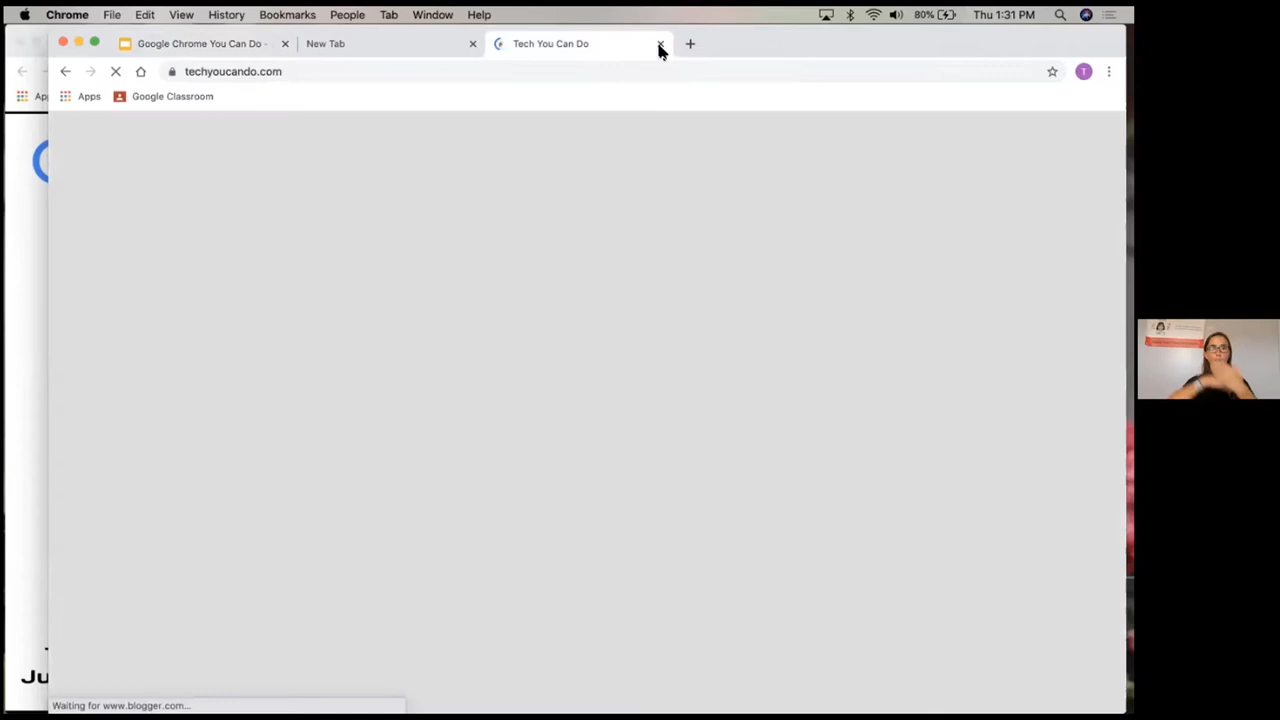 Chrome File Edit View History Bookmarks People Tab Window Help 80% Thu 1:31 PM
Google Chrome You Can Do - New Tab Tech You Can Do
techyoucando.com T
Apps Google Classroom
Ju
Waiting for www.blogger.com...